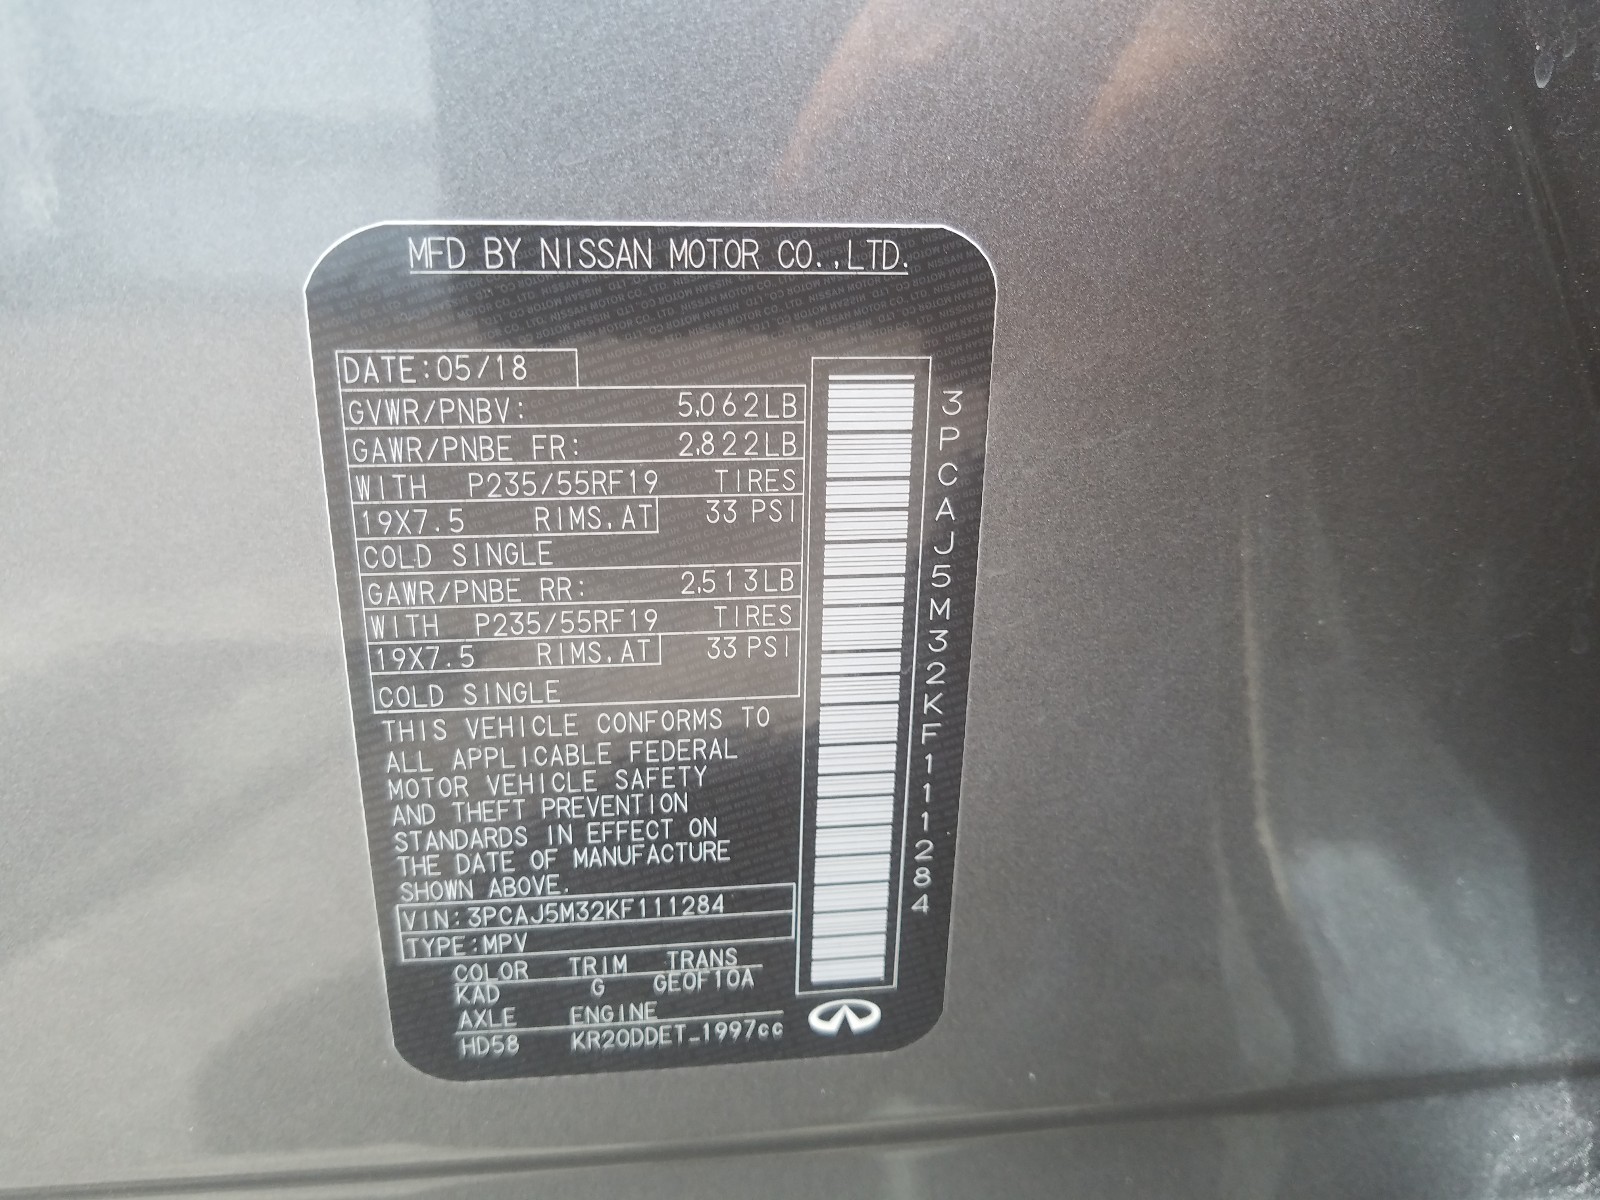 MFD BY NISSAN MOTOR CO.,LTD.
DATE:05/18
GVWR/PNBV: 5,062LB
GAWR/PNBE FR: 2,822LB
WITH P235/55RF19 TIRES
19X7.5 RIMS,AT 33 PSI
COLD SINGLE
GAWR/PNBE RR: 2,513LB
WITH P235/55RF19 TIRES
19X7.5 RIMS,AT 33 PSI
COLD SINGLE
THIS VEHICLE CONFORMS TO
ALL APPLICABLE FEDERAL
MOTOR VEHICLE SAFETY
AND THEFT PREVENTION
STANDARDS IN EFFECT ON
THE DATE OF MANUFACTURE
SHOWN ABOVE.
VIN:3PCAJ5M32KF111284
TYPE:MPV
COLOR TRIM TRANS
KAD G GEOF10A
AXLE ENGINE
HD58 KR20DDET_1997cc
3PCAJ5M32KF111284